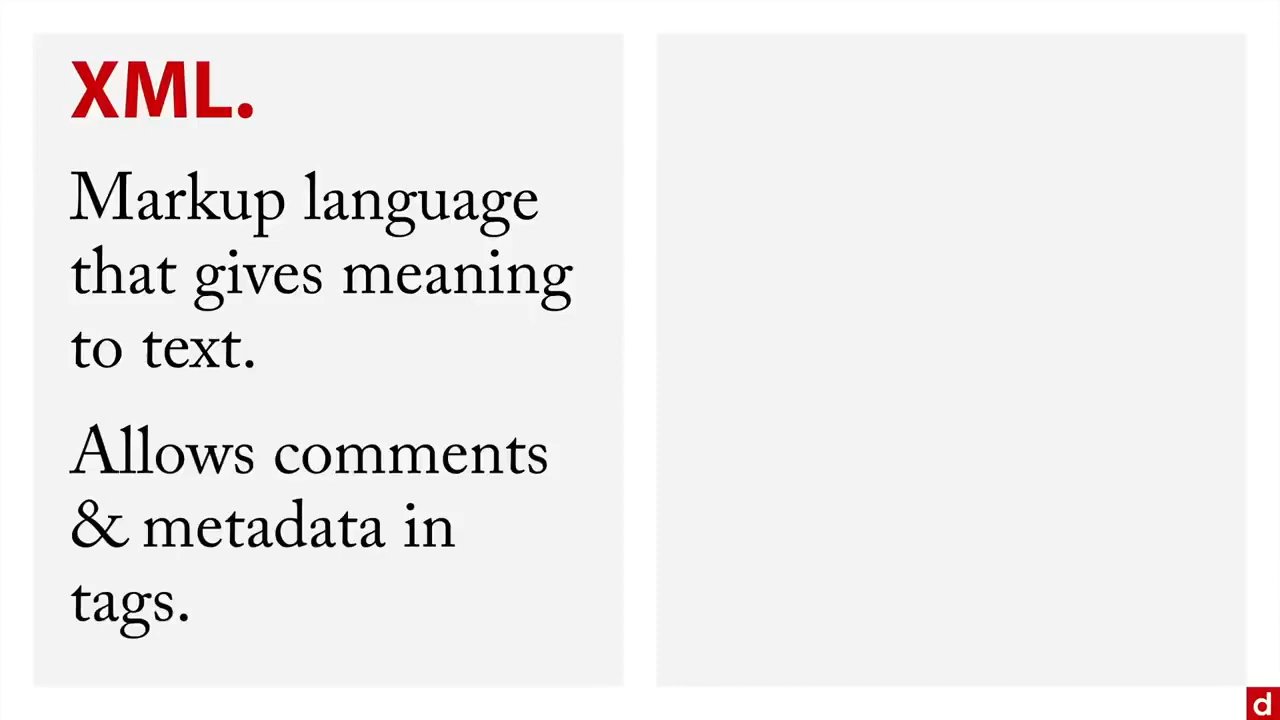 XML.
Markup language
that gives meaning
to text.
Allows comments
& metadata in
tags.
d